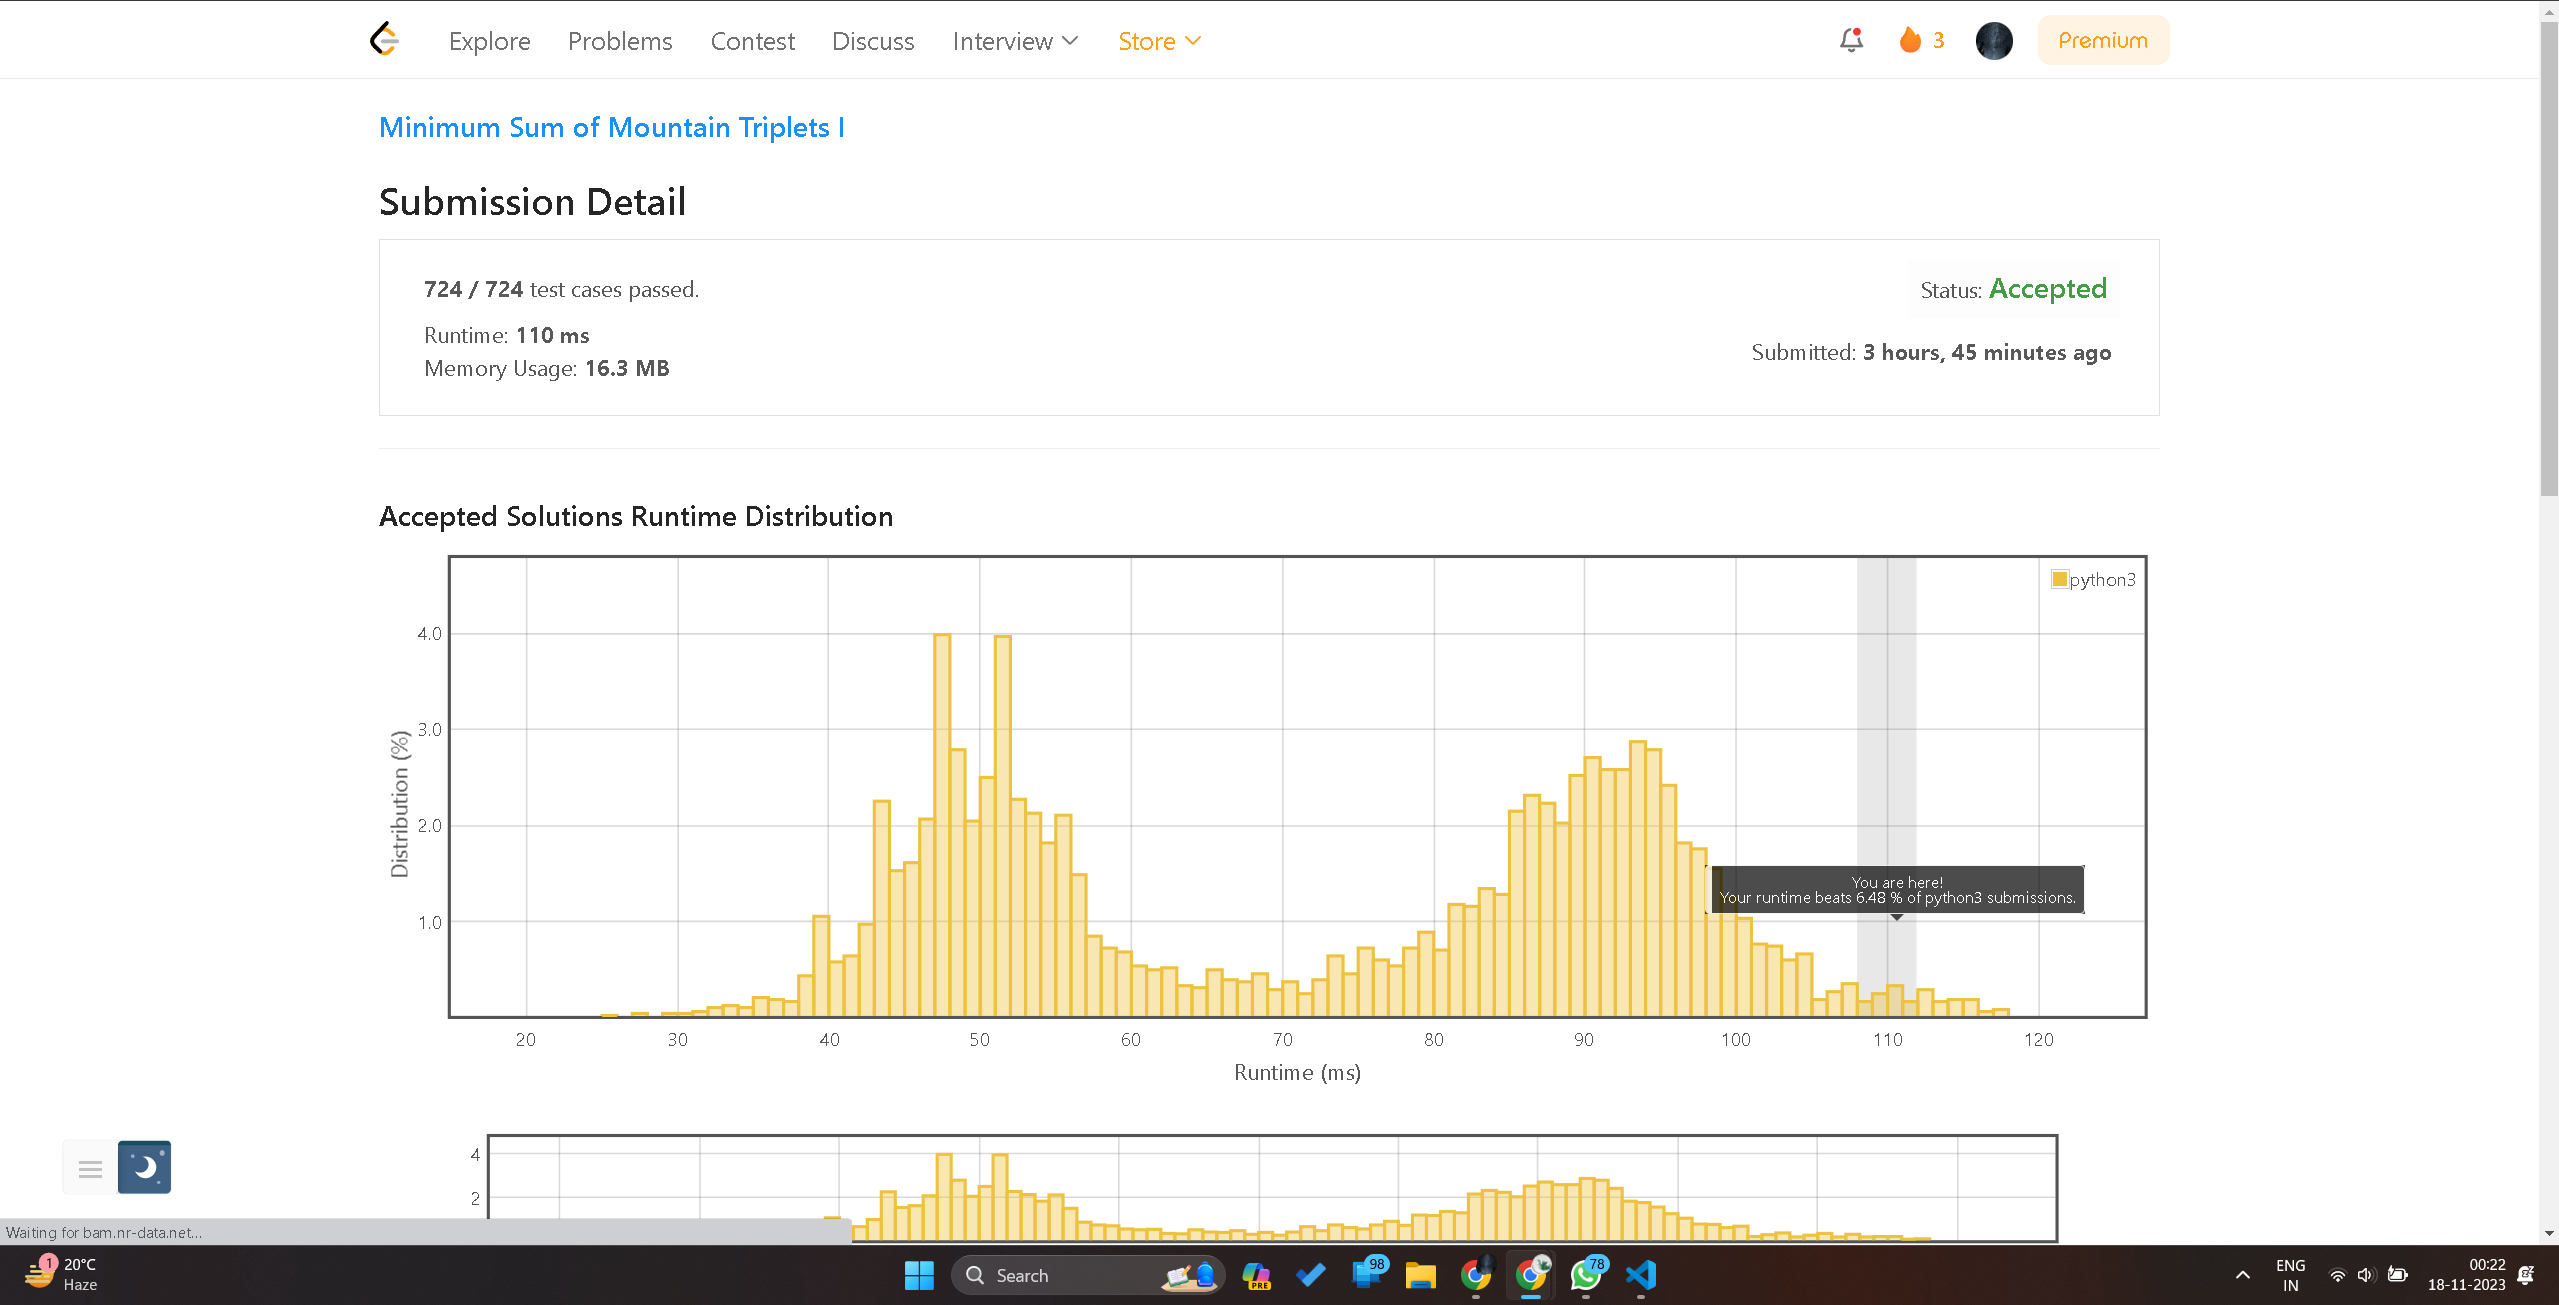 Explore Problems Contest Discuss Interview Store 3 Premium
Minimum Sum of Mountain Triplets I
Submission Detail
724 / 724 test cases passed.
Status: Accepted
Runtime: 110 ms
Submitted: 3 hours, 45 minutes ago
Memory Usage: 16.3 MB
Accepted Solutions Runtime Distribution
python3
4.0
3.0
2.0
1.0
Distribution (%)
You are here!
Your runtime beats 6.48 % of python3 submissions.
20 30 40 50 60 70 80 90 100 110 120
Runtime (ms)
4
2
Waiting for bam.nr-data.net...
1
20°C
Haze
Search
PRE
98
78
ENG
IN
00:22
18-11-2023